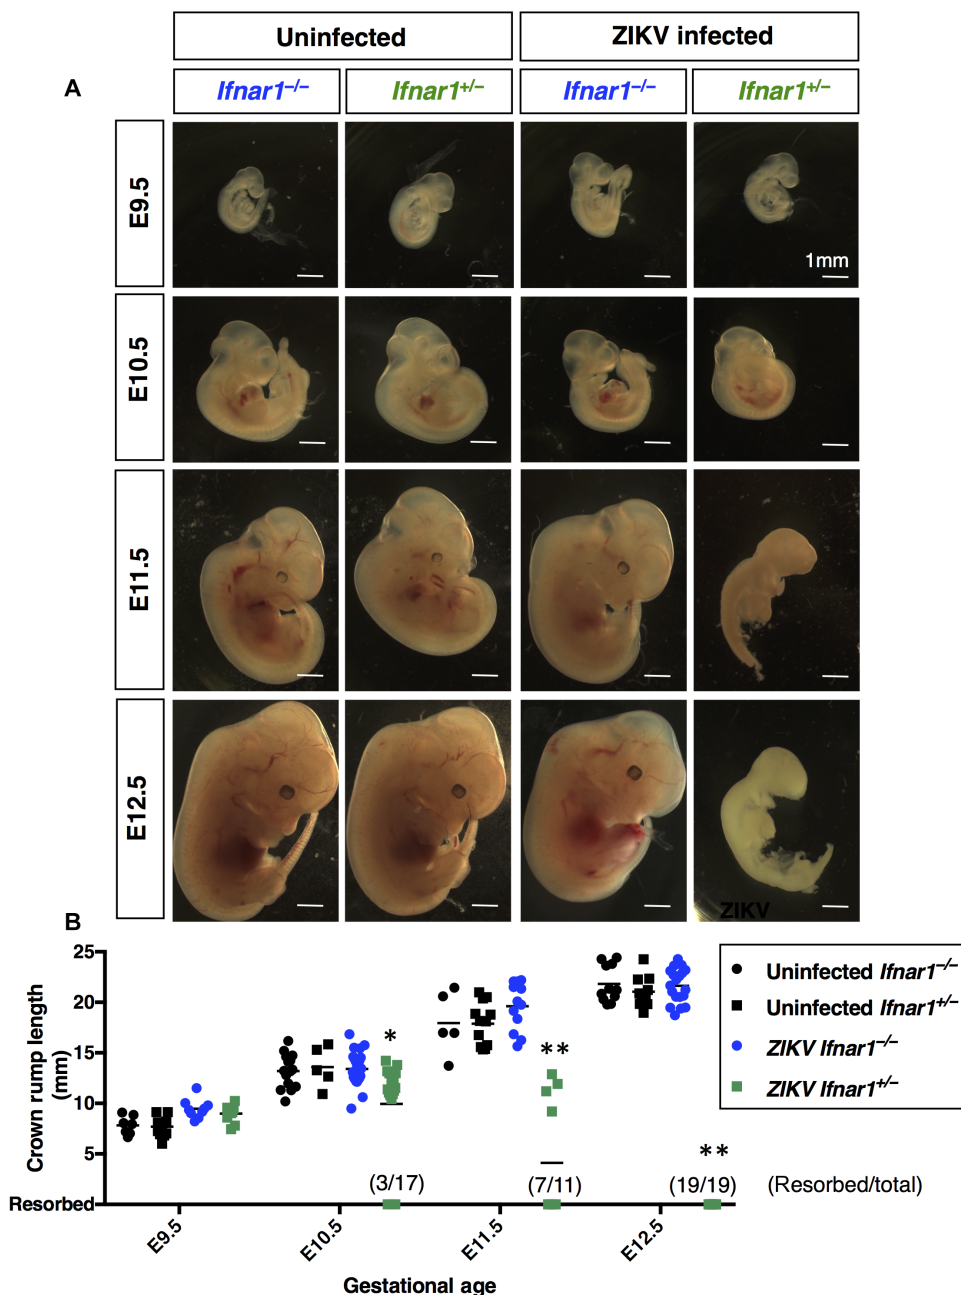 Uninfected ZIKV infected
A Ifnar1–/– Ifnar1+/– Ifnar1–/– Ifnar1+/–
E9.5
1mm
E10.5
E11.5
E12.5
ZIKV
B
25
20
15
10
5
Resorbed
Crown rump length
(mm)
*
**
**
(3/17) (7/11) (19/19) (Resorbed/total)
E9.5 E10.5 E11.5 E12.5
Gestational age
Uninfected Ifnar1–/–
Uninfected Ifnar1+/–
ZIKV Ifnar1–/–
ZIKV Ifnar1+/–